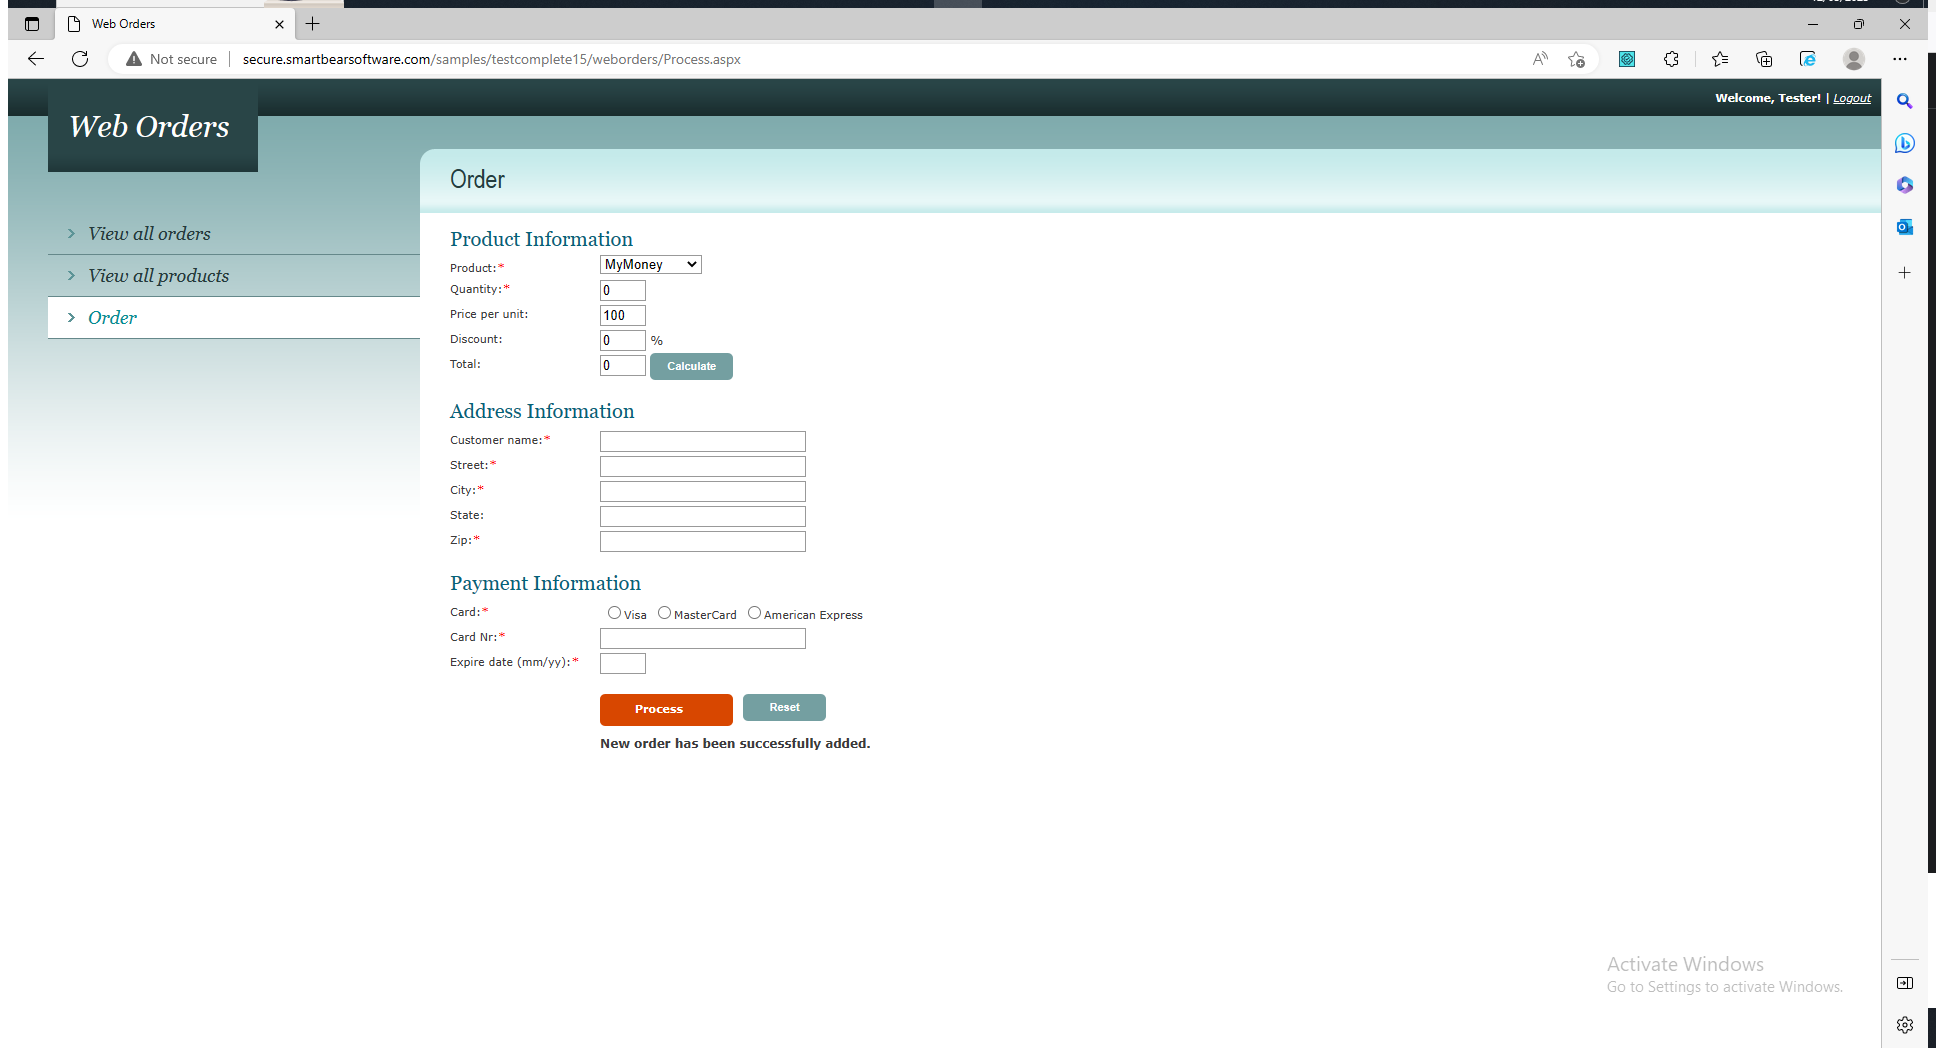 Web Orders
Not secure
secure.smartbearsoftware.com/samples/testcomplete15/weborders/Process.aspx
Welcome, Tester! | Logout
Web Orders
View all orders
View all products
Order
Order
Product Information
Product:* MyMoney
Quantity:* 0
Price per unit: 100
Discount: 0 %
Total: 0 Calculate
Address Information
Customer name:*
Street:*
City:*
State:
Zip:*
Payment Information
Card:* Visa MasterCard American Express
Card Nr:*
Expire date (mm/yy):*
Process Reset
New order has been successfully added.
Activate Windows
Go to Settings to activate Windows.